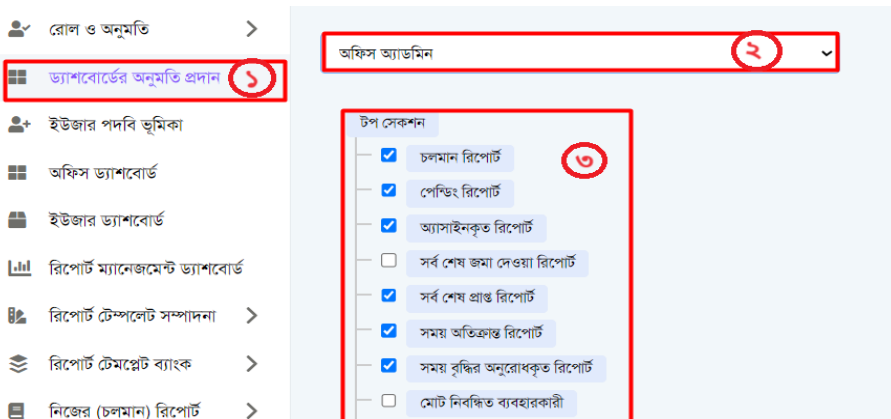 রোল ও অনুমতি
ড্যাশবোর্ডের অনুমতি প্রদান ১
ইউজার পদবি ভূমিকা
অফিস ড্যাশবোর্ড
ইউজার ড্যাশবোর্ড
রিপোর্ট ম্যানেজমেন্ট ড্যাশবোর্ড
রিপোর্ট টেম্পলেট সম্পাদনা
রিপোর্ট টেমপ্লেট ব্যাংক
নিজের (চলমান) রিপোর্ট
অফিস অ্যাডমিন ২
টপ সেকশন
চলমান রিপোর্ট ৩
পেন্ডিং রিপোর্ট
অ্যাসাইনকৃত রিপোর্ট
সর্ব শেষ জমা দেওয়া রিপোর্ট
সর্ব শেষ প্রাপ্ত রিপোর্ট
সময় অতিক্রান্ত রিপোর্ট
সময় বৃদ্ধির অনুরোধকৃত রিপোর্ট
মোট নিবন্ধিত ব্যবহারকারী